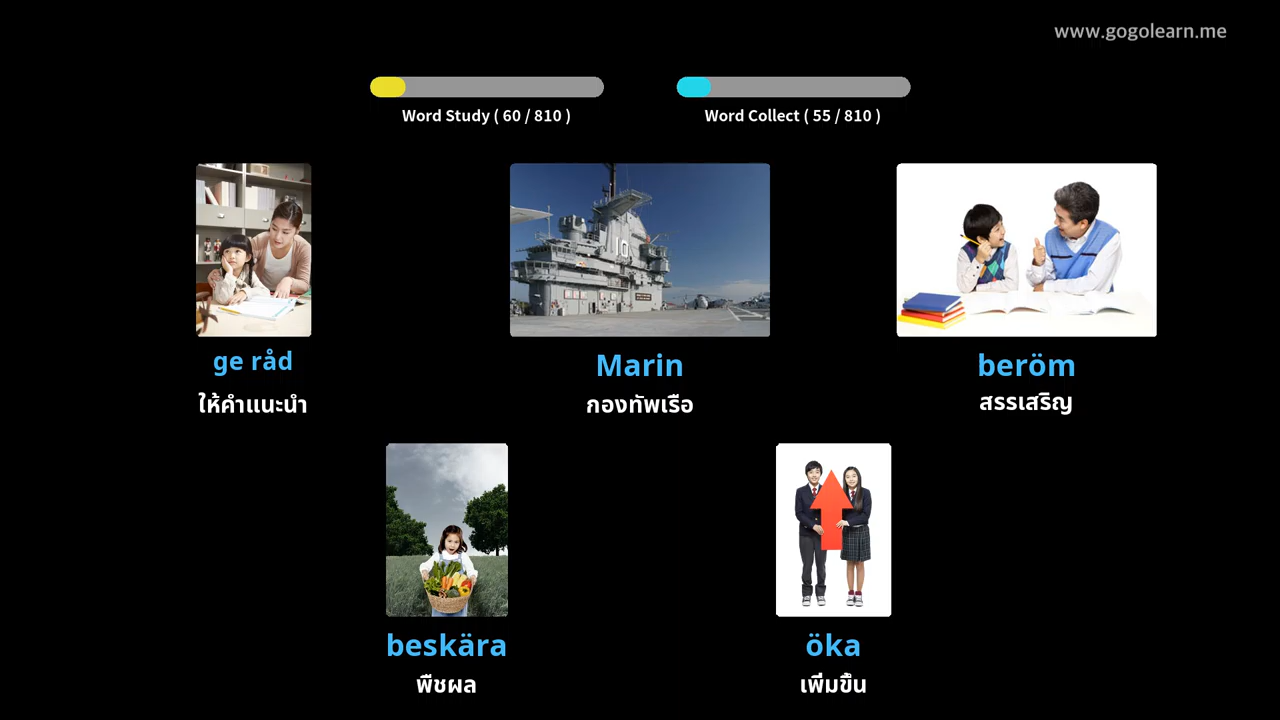 www.gogolearn.me
Word Study ( 60 / 810 )
Word Collect ( 55 / 810 )
ge råd
Marin
beröm
ให้คำแนะนำ
กองทัพเรือ
สรรเสริญ
beskära
öka
พืชผล
เพิ่มขึ้น